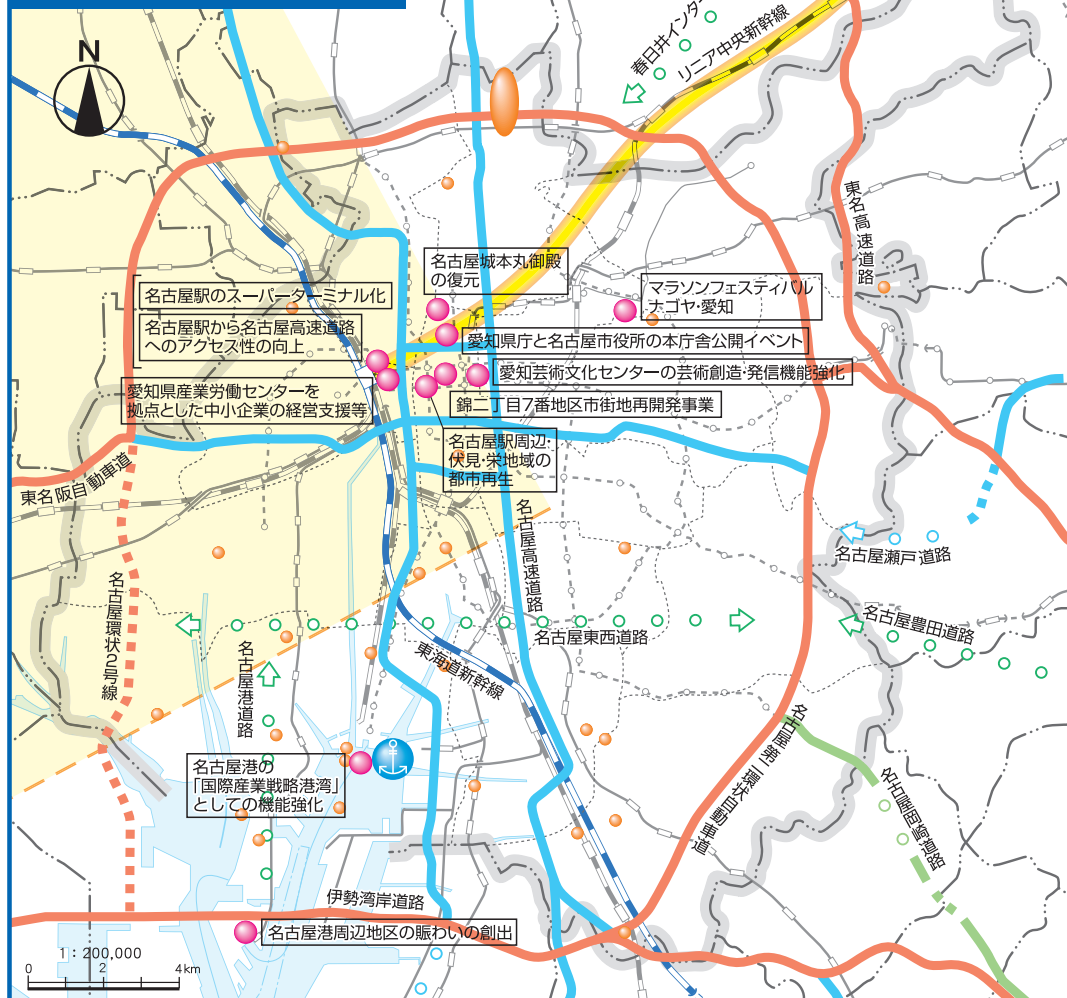 N
春日井インター
リニア中央新幹線
東名高速道路
名古屋城本丸御殿
の復元
マラソンフェスティバル
ナゴヤ・愛知
名古屋駅のスーパーターミナル化
名古屋駅から名古屋高速道路
へのアクセス性の向上
愛知県庁と名古屋市役所の本庁舎公開イベント
愛知芸術文化センターの芸術創造・発信機能強化
愛知県産業労働センターを
拠点とした中小企業の経営支援等
錦二丁目7番地区市街地再開発事業
名古屋駅周辺・
伏見・栄地域の
都市再生
東名阪自動車道
名古屋高速道路
名古屋瀬戸道路
名古屋環状2号線
名古屋豊田道路
名古屋東西道路
名古屋港道路
東海道新幹線
名古屋第二環状自動車道
名古屋港の
「国際産業戦略港湾」
としての機能強化
名古屋岡崎道路
伊勢湾岸道路
名古屋港周辺地区の賑わいの創出
1：200,000
0 2 4km